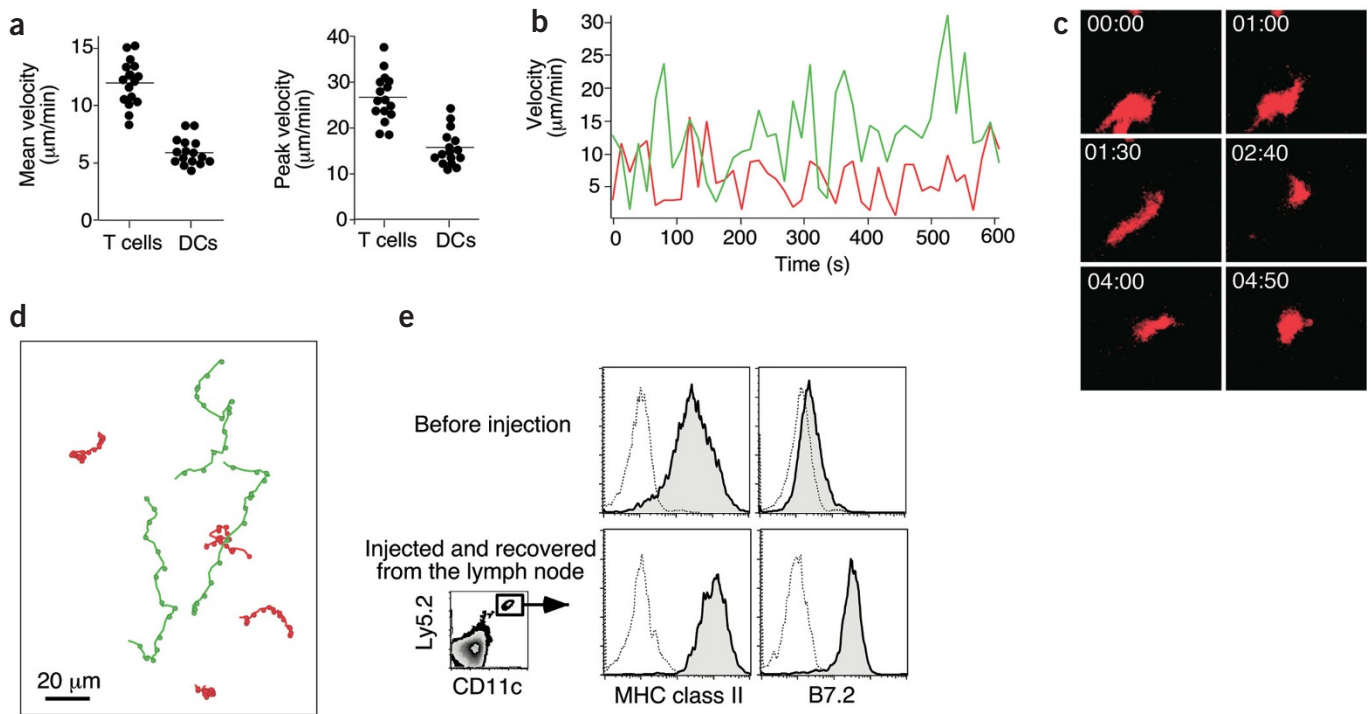 a
Mean velocity
(µm/min)
15
10
5
0
T cells
DCs
Peak velocity
(µm/min)
40
30
20
10
0
T cells
DCs
b
Velocity
(µm/min)
30
25
20
15
10
5
0
100
200
300
400
500
600
Time (s)
c
00:00
01:00
01:30
02:40
04:00
04:50
d
20 µm
e
Before injection
Injected and recovered
from the lymph node
Ly5.2
CD11c
MHC class II
B7.2